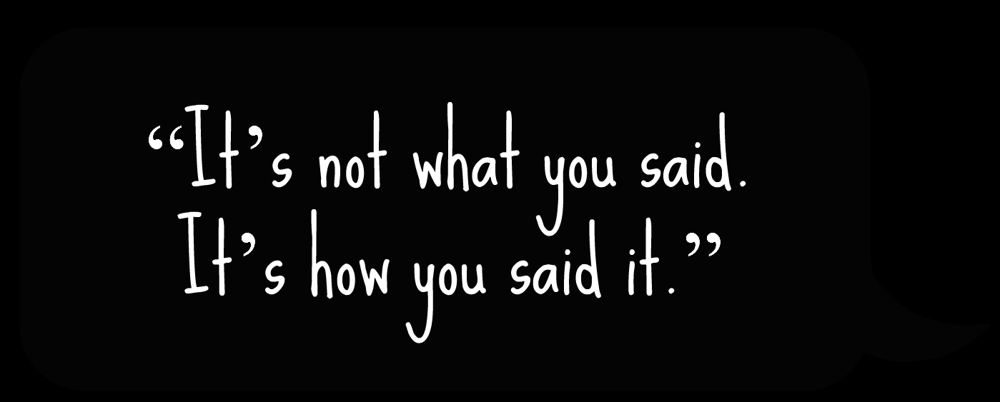 “It’s not what you said.
It’s how you said it.”